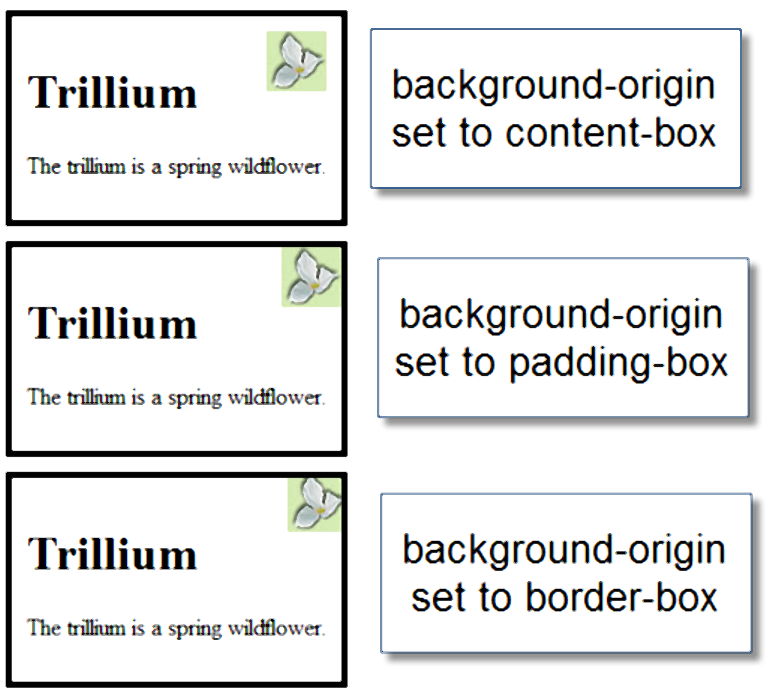 Trillium
The trillium is a spring wildflower.
background-origin
set to content-box
Trillium
The trillium is a spring wildflower.
background-origin
set to padding-box
Trillium
The trillium is a spring wildflower.
background-origin
set to border-box